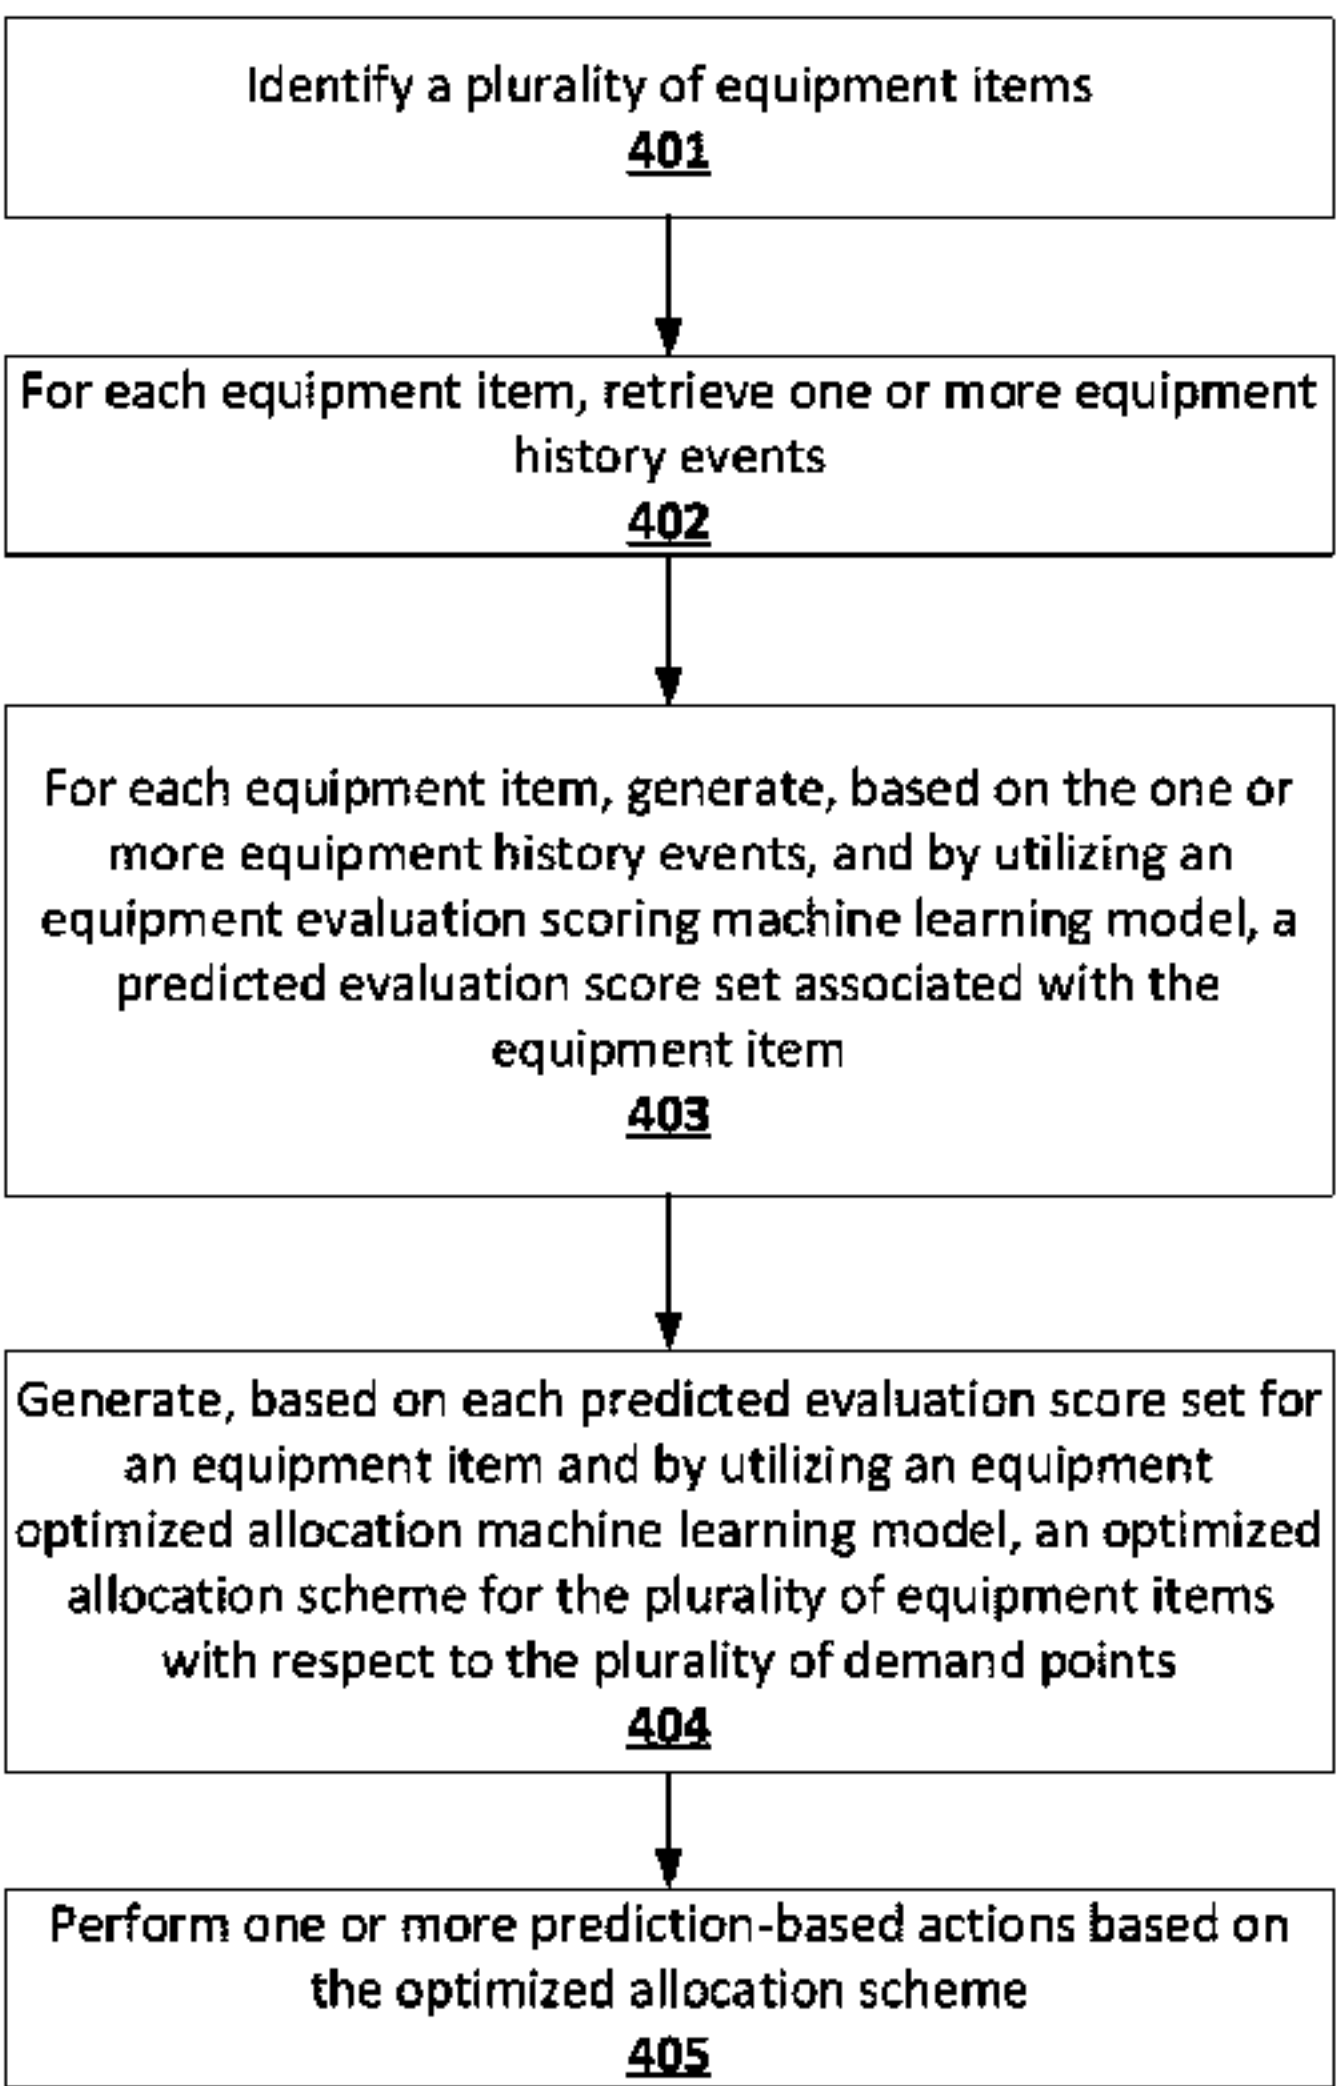 Identify a plurality of equipment items
401
For each equipment item, retrieve one or more equipment
history events
402
For each equipment item, generate, based on the one or
more equipment history events, and by utilizing an
equipment evaluation scoring machine learning model, a
predicted evaluation score set associated with the
equipment item
403
Generate, based on each predicted evaluation score set for
an equipment item and by utilizing an equipment
optimized allocation machine learning model, an optimized
allocation scheme for the plurality of equipment items
with respect to the plurality of demand points
404
Perform one or more prediction-based actions based on
the optimized allocation scheme
405